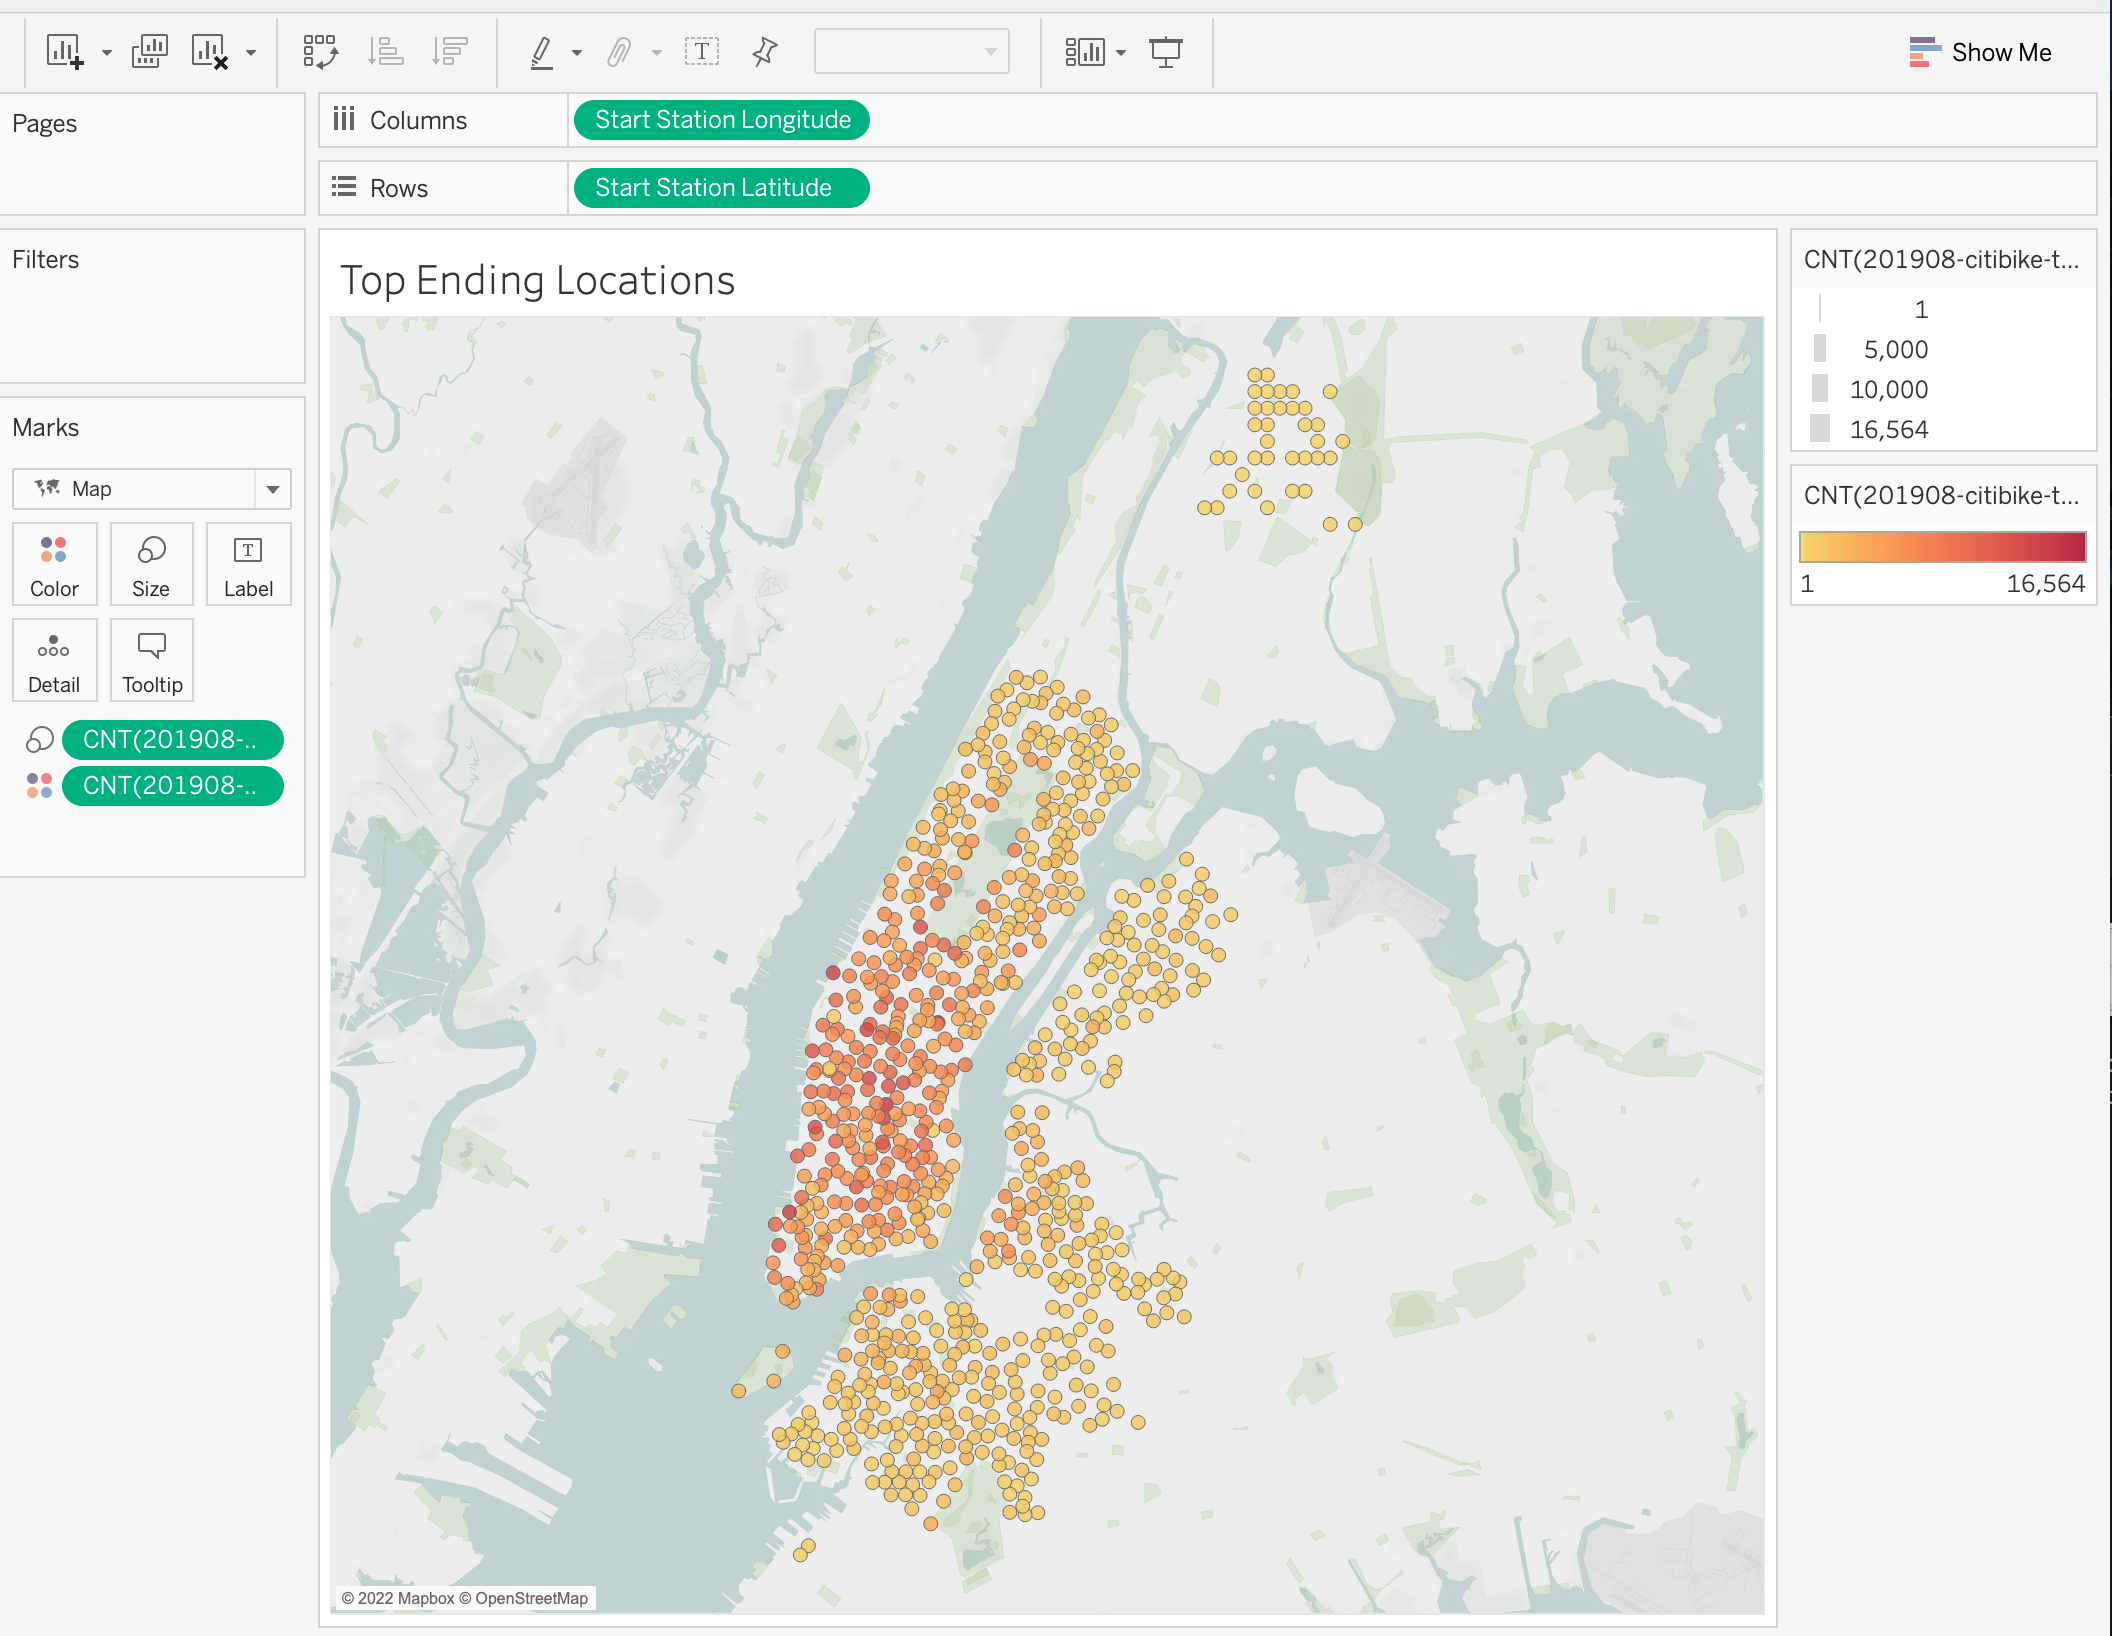 Show Me
Pages
Columns
Start Station Longitude
Rows
Start Station Latitude
Filters
Marks
Map
Color
Size
T
Label
Detail
Tooltip
CNT(201908-..
CNT(201908-..
Top Ending Locations
© 2022 Mapbox © OpenStreetMap
CNT(201908-citibike-t...
1
5,000
10,000
16,564
CNT(201908-citibike-t...
1
16,564